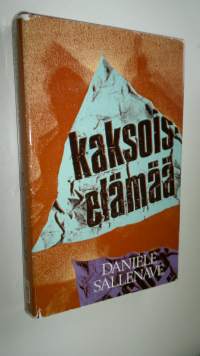 kaksois-
elämää
DANIÈLE
SALLENAVE